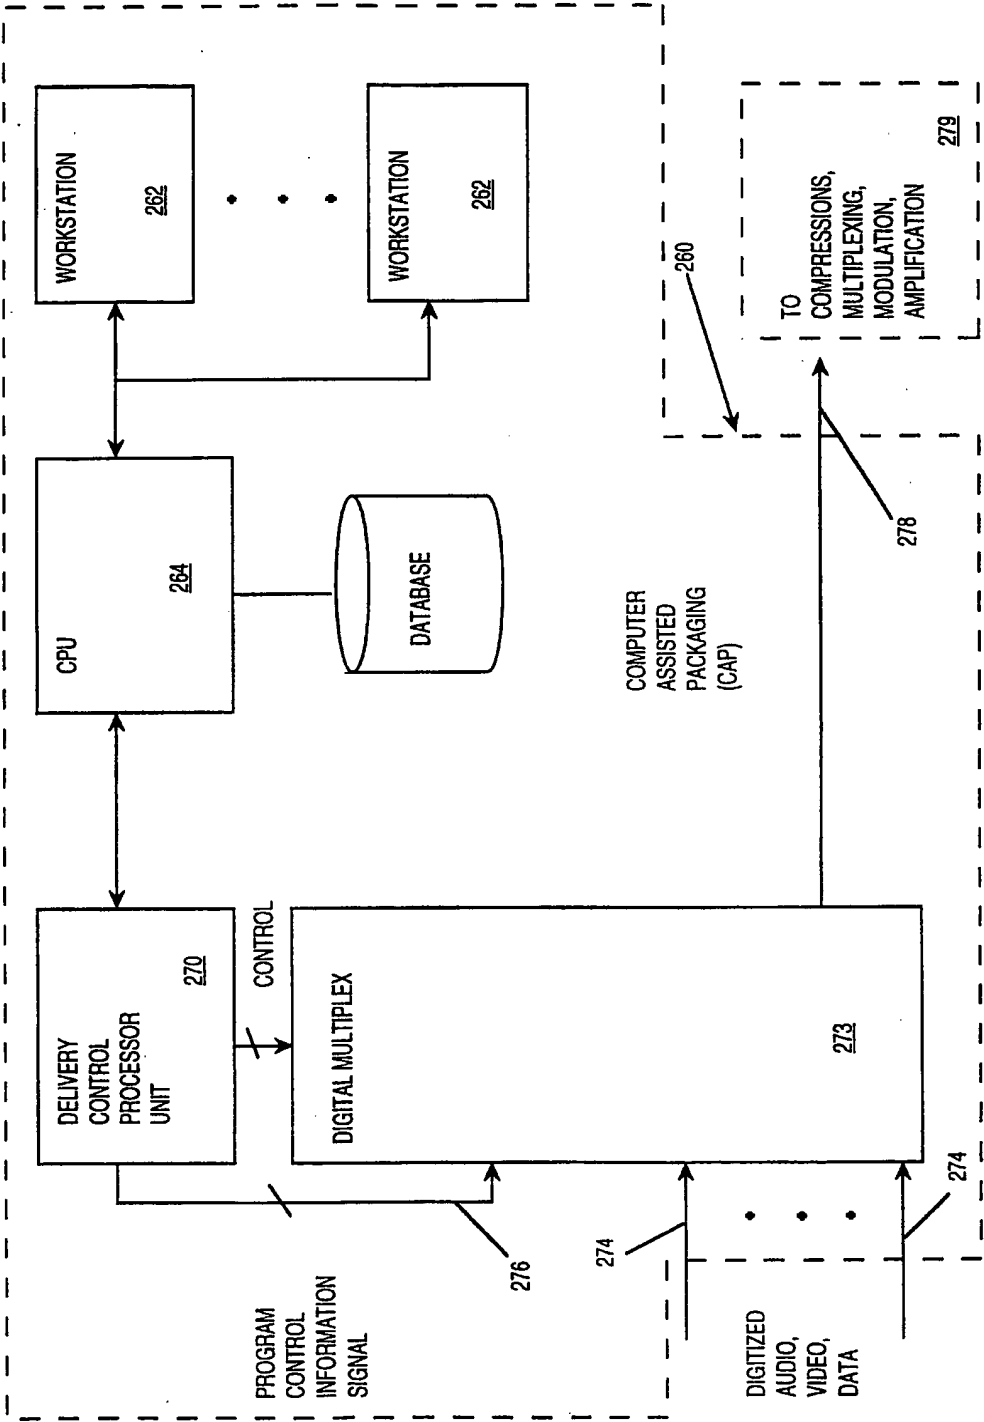 DELIVERY
CONTROL
PROCESSOR
UNIT
270
CPU
264
WORKSTATION
262
WORKSTATION
262
DATABASE
PROGRAM
CONTROL
INFORMATION
SIGNAL
276
CONTROL
DIGITAL MULTIPLEX
273
COMPUTER
ASSISTED
PACKAGING
(CAP)
260
274
274
DIGITIZED
AUDIO,
VIDEO,
DATA
278
TO
COMPRESSIONS,
MULTIPLEXING,
MODULATION,
AMPLIFICATION
279